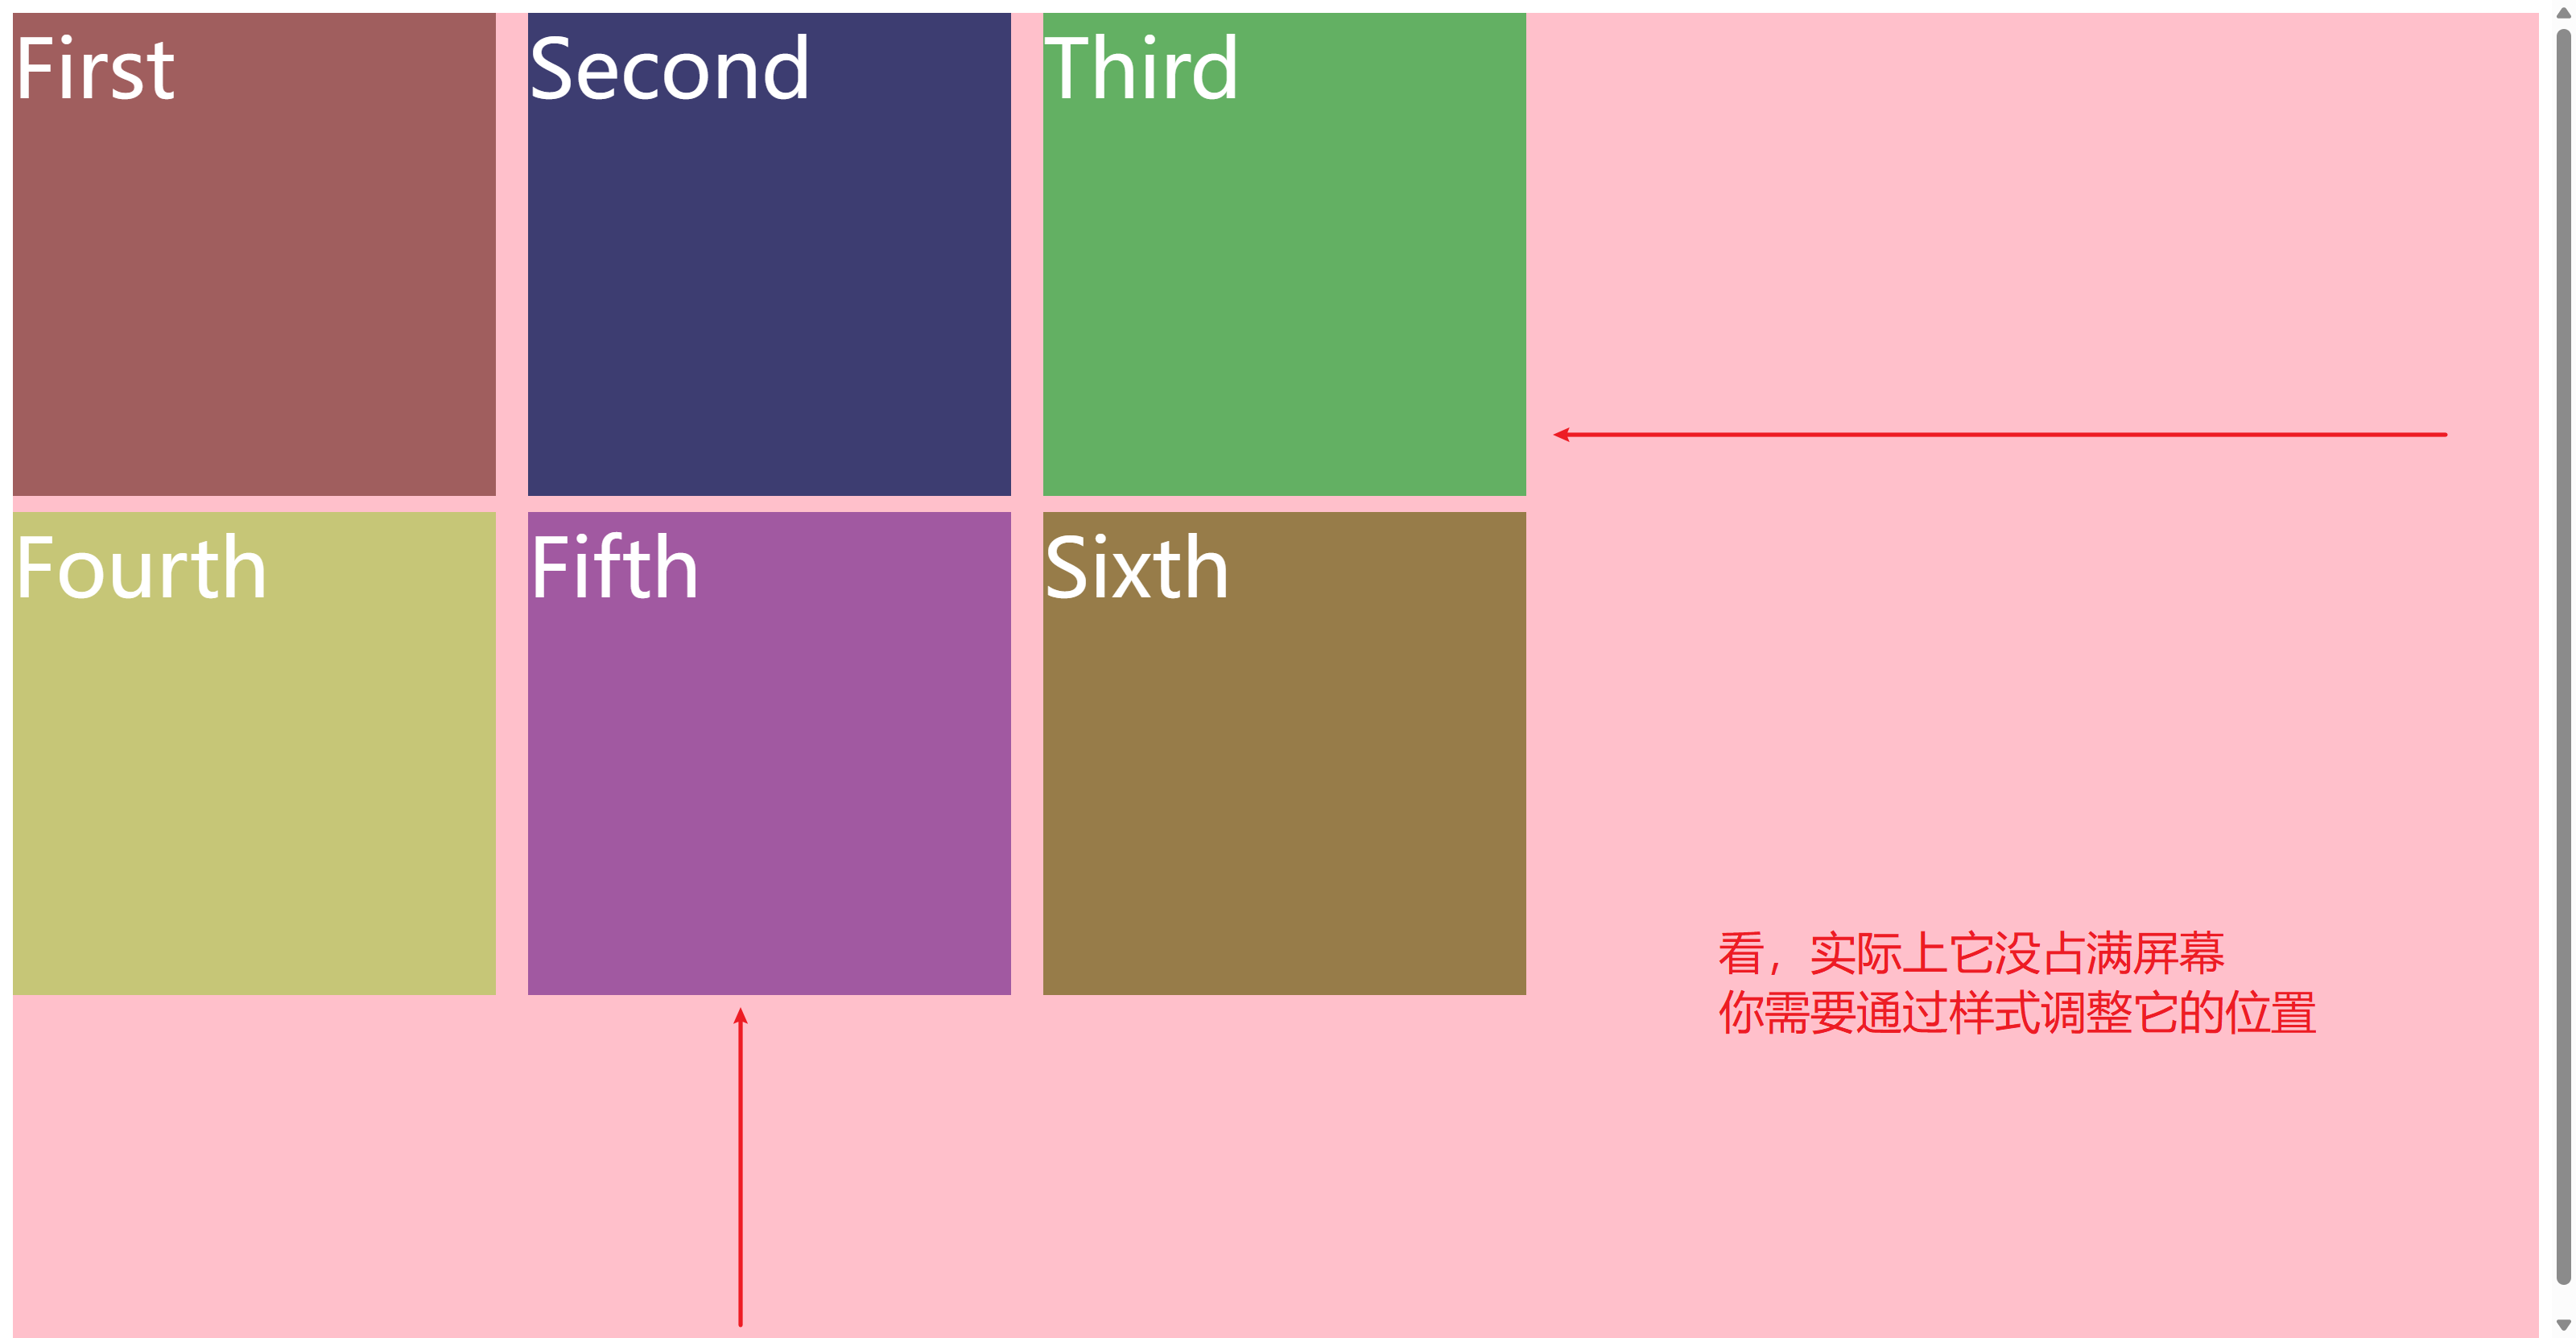 First
Second
Third
Fourth
Fifth
Sixth
看，实际上它没占满屏幕
你需要通过样式调整它的位置